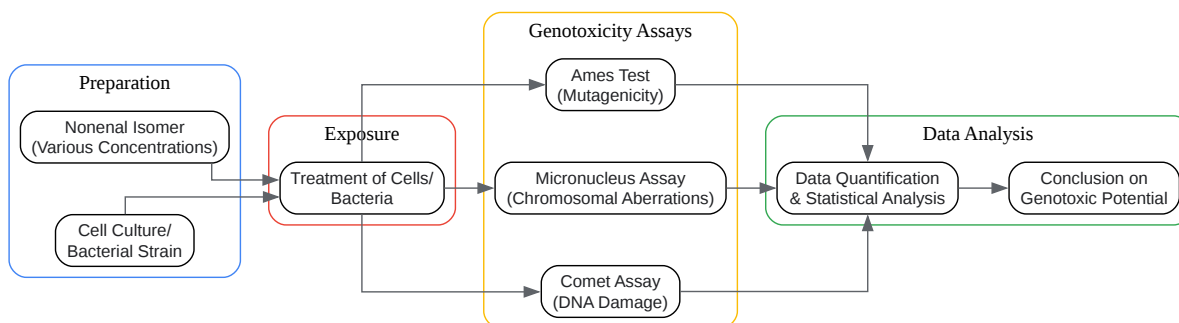 Preparation
Nonenal Isomer
(Various Concentrations)
Cell Culture/
Bacterial Strain
Exposure
Treatment of Cells/
Bacteria
Genotoxicity Assays
Ames Test
(Mutagenicity)
Micronucleus Assay
(Chromosomal Aberrations)
Comet Assay
(DNA Damage)
Data Analysis
Data Quantification
& Statistical Analysis
Conclusion on
Genotoxic Potential